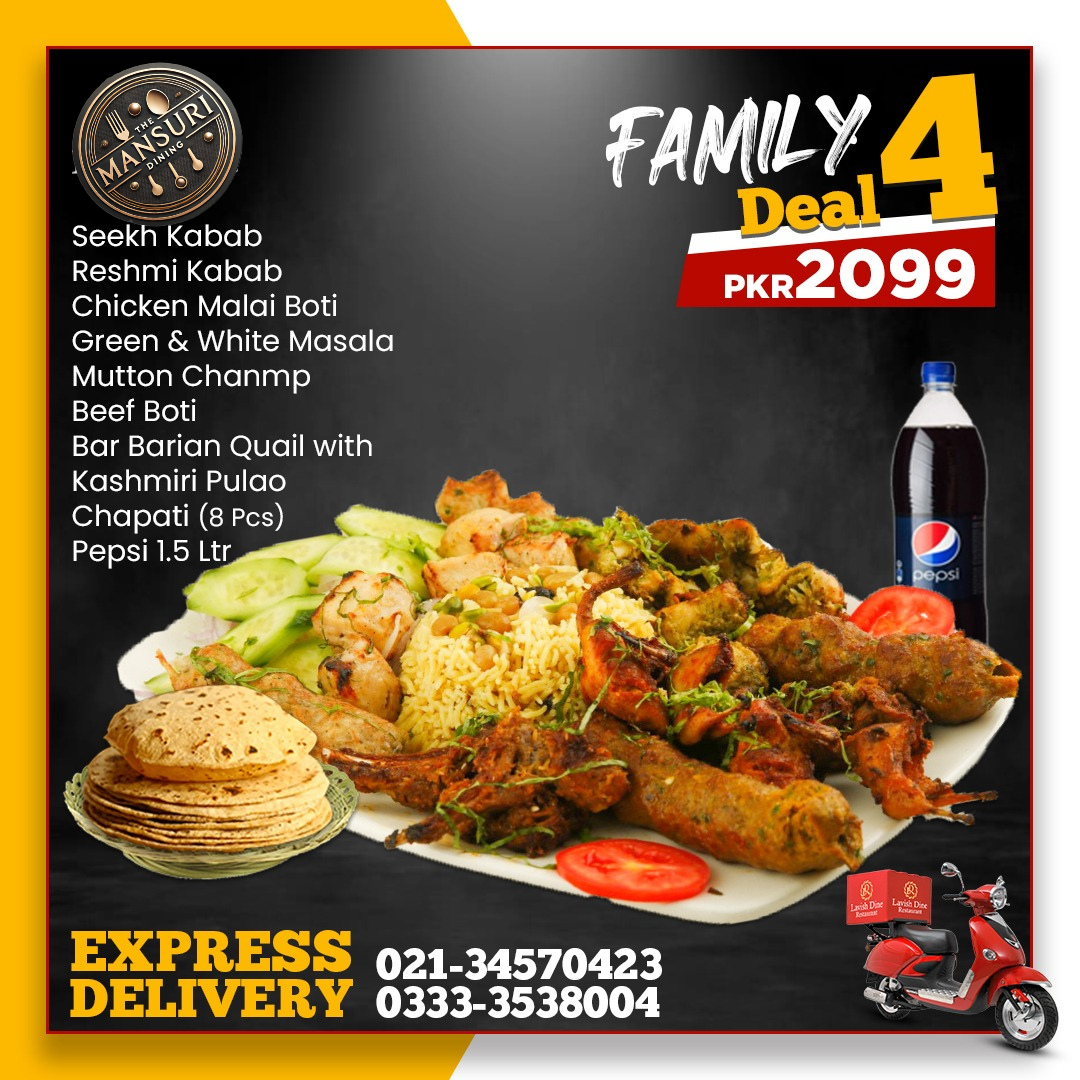 THE
MANSURI
DINING
FAMILY
Deal 4
PKR2099
Seekh Kabab
Reshmi Kabab
Chicken Malai Boti
Green & White Masala
Mutton Chanmp
Beef Boti
Bar Barian Quail with
Kashmiri Pulao
Chapati (8 Pcs)
Pepsi 1.5 Ltr
pepsi
Lavish Dine
Restaurant
Lavish Dine
Restaurant
EXPRESS
DELIVERY
021-34570423
0333-3538004